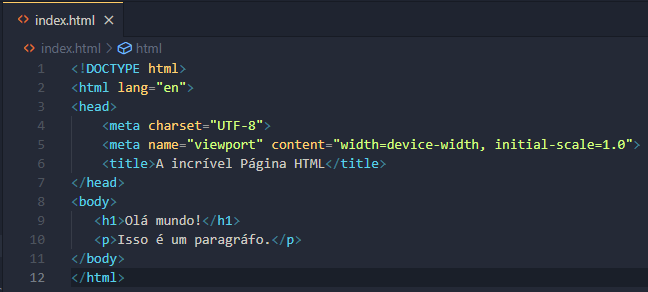 index.html
index.html > html
1 <!DOCTYPE html>
2 <html lang="en">
3 <head>
4 <meta charset="UTF-8">
5 <meta name="viewport" content="width=device-width, initial-scale=1.0">
6 <title>A incrível Página HTML</title>
7 </head>
8 <body>
9 <h1>Olá mundo!</h1>
10 <p>Isso é um paragráfo.</p>
11 </body>
12 </html>